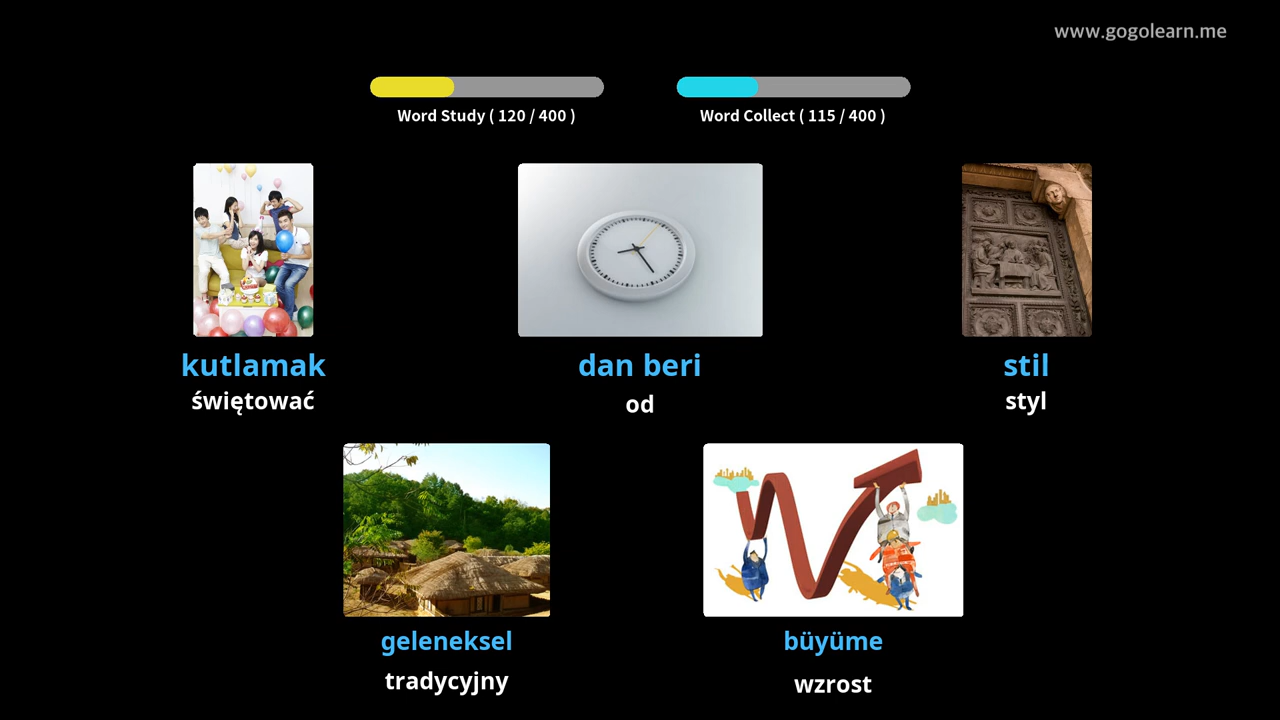 www.gogolearn.me
Word Study ( 120 / 400 )
Word Collect ( 115 / 400 )
kutlamak
świętować
dan beri
od
stil
styl
geleneksel
tradycyjny
büyüme
wzrost